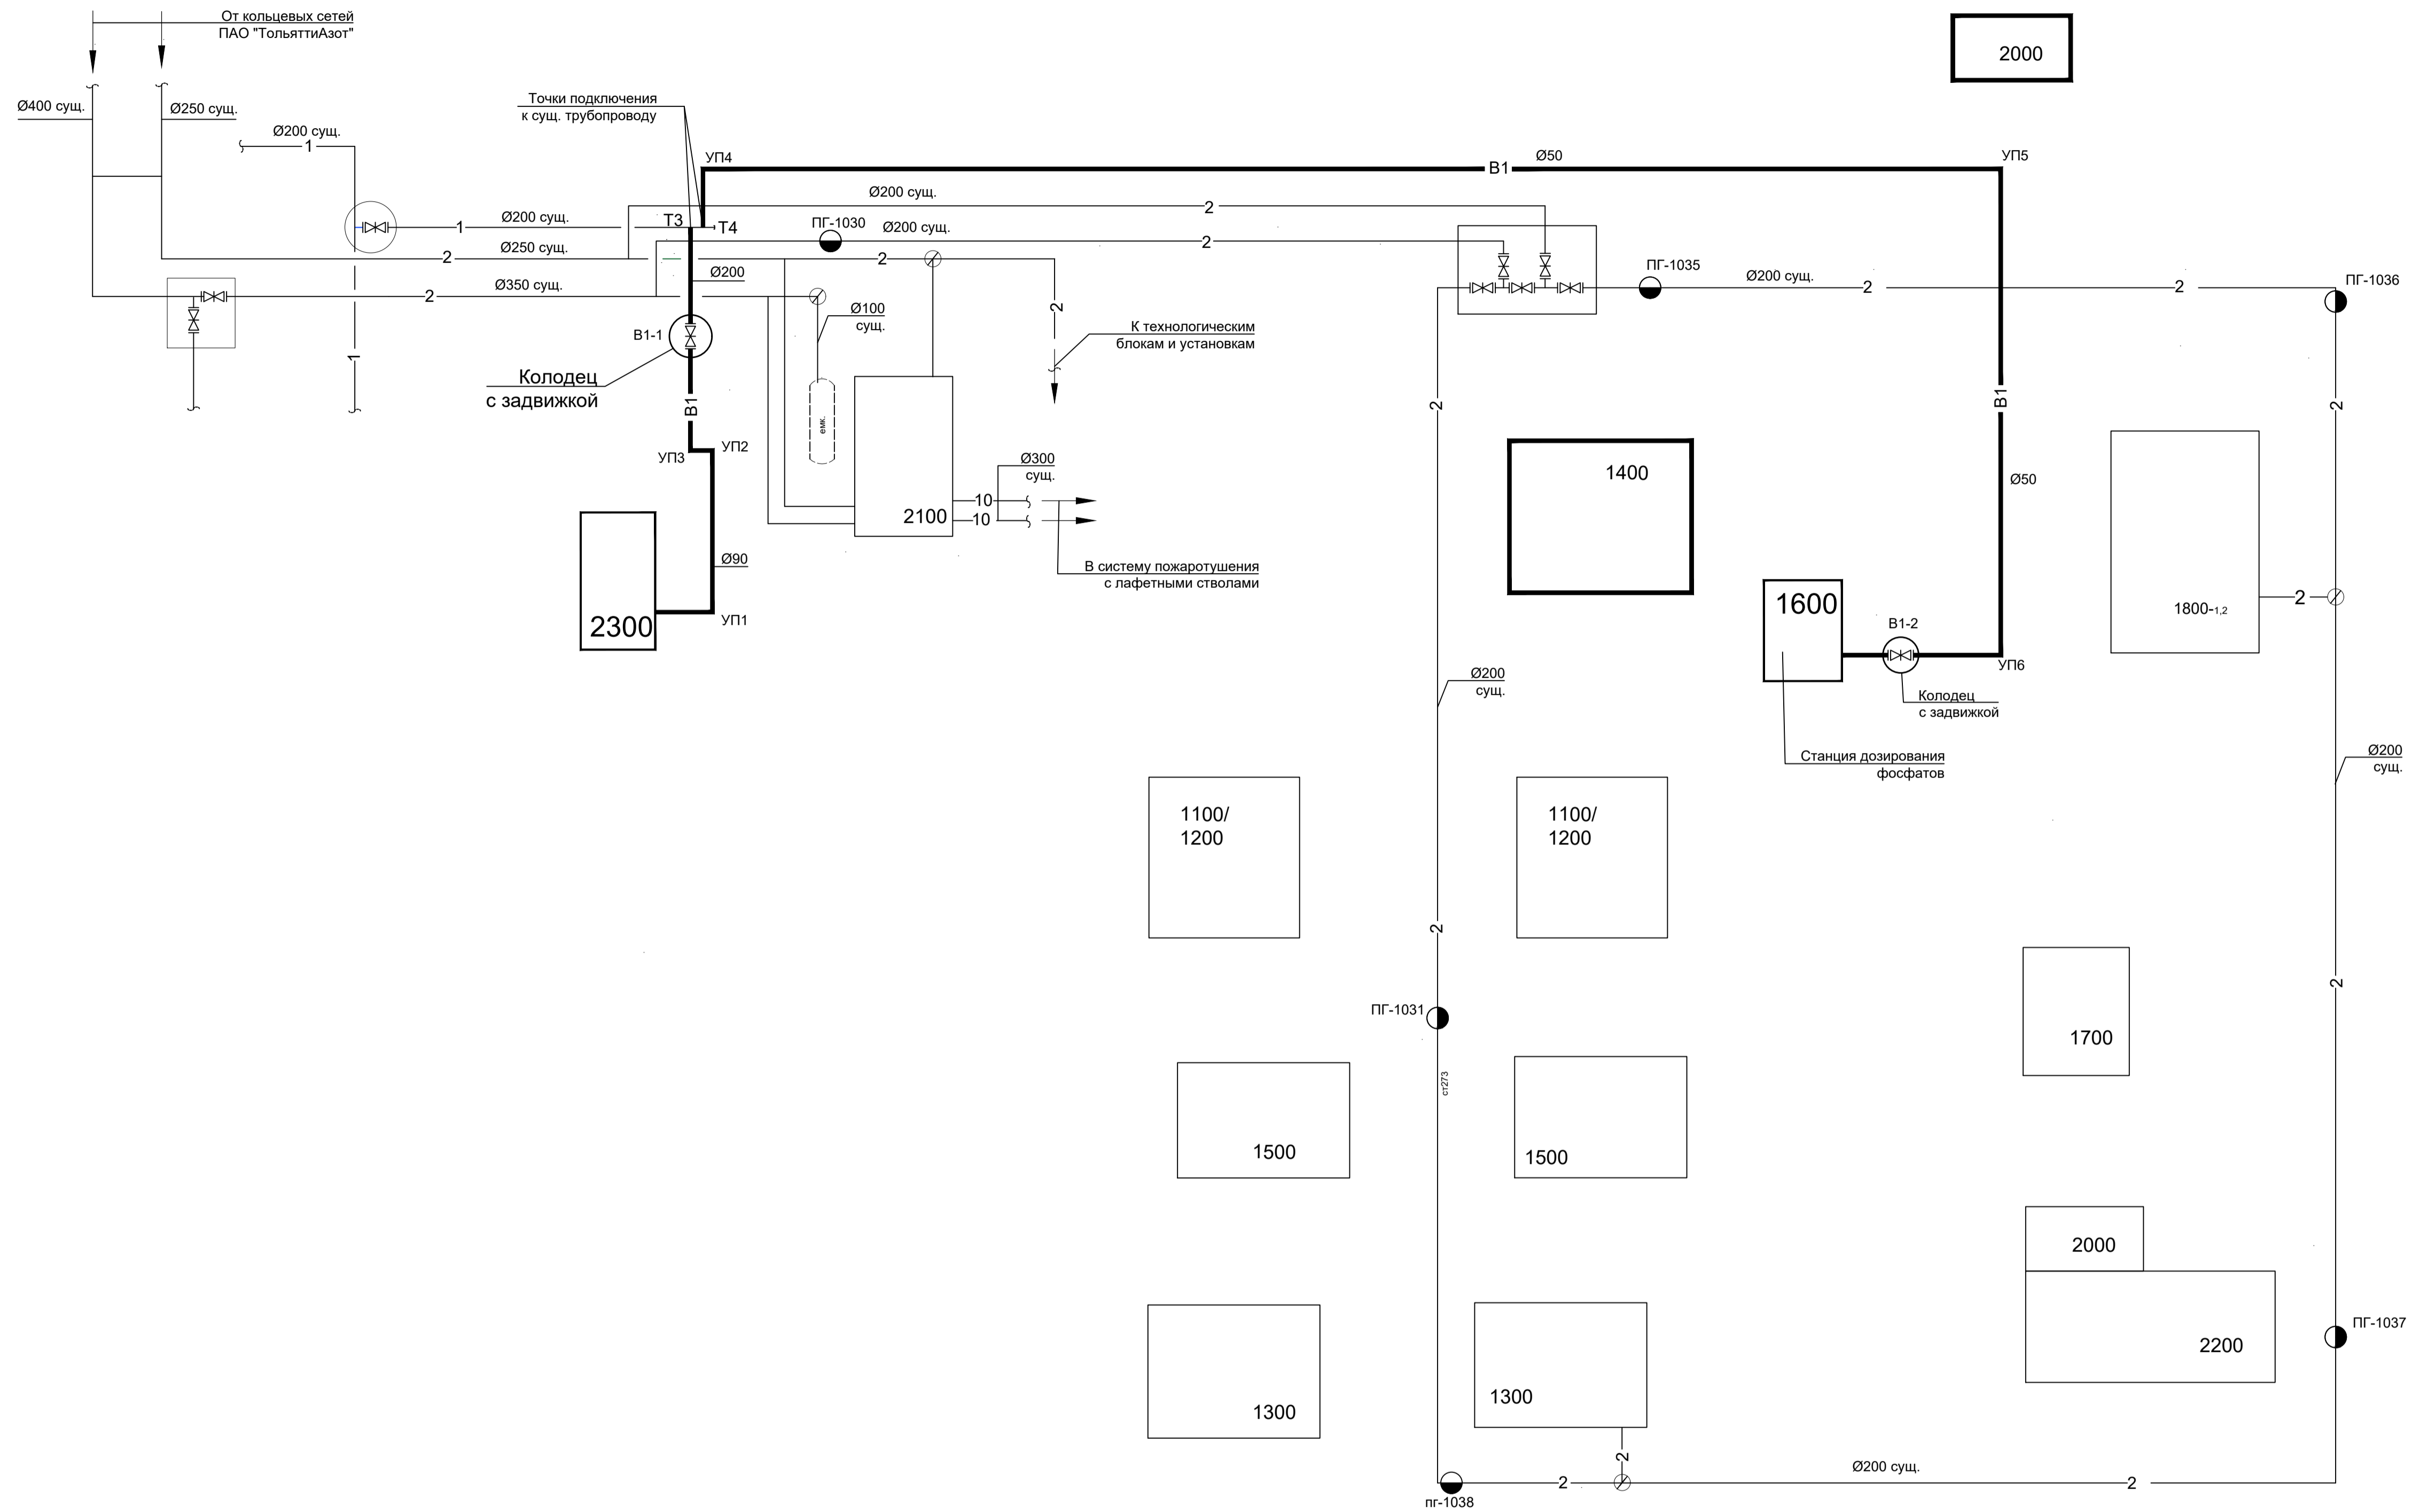 От кольцевых сетей
ПАО "ТольяттиАзот"
2000
Ø400 сущ.
Ø250 сущ.
Ø200 сущ.
1
Точки подключения
к сущ. трубопроводу
УП4
В1
Ø50
УП5
Ø200 сущ.
2
1
Ø200 сущ.
Т3
Т4
ПГ-1030
Ø200 сущ.
2
2
Ø250 сущ.
2
Ø200
2
Ø350 сущ.
Ø100
сущ.
2
ПГ-1035
Ø200 сущ.
2
2
ПГ-1036
В1-1
1
К технологическим
блокам и установкам
Колодец
с задвижкой
В1
емк.
2
В1
2
УП2
УП3
Ø300
сущ.
10
10
2100
1400
Ø50
Ø90
В систему пожаротушения
с лафетными стволами
2300
УП1
1600
В1-2
УП6
1800-1,2
2
Колодец
с задвижкой
Ø200
сущ.
Станция дозирования
фосфатов
Ø200
сущ.
1100/
1200
1100/
1200
2
2
ПГ-1031
1700
ст273
1500
1500
2000
2200
ПГ-1037
1300
1300
2
Ø200 сущ.
2
2
пг-1038